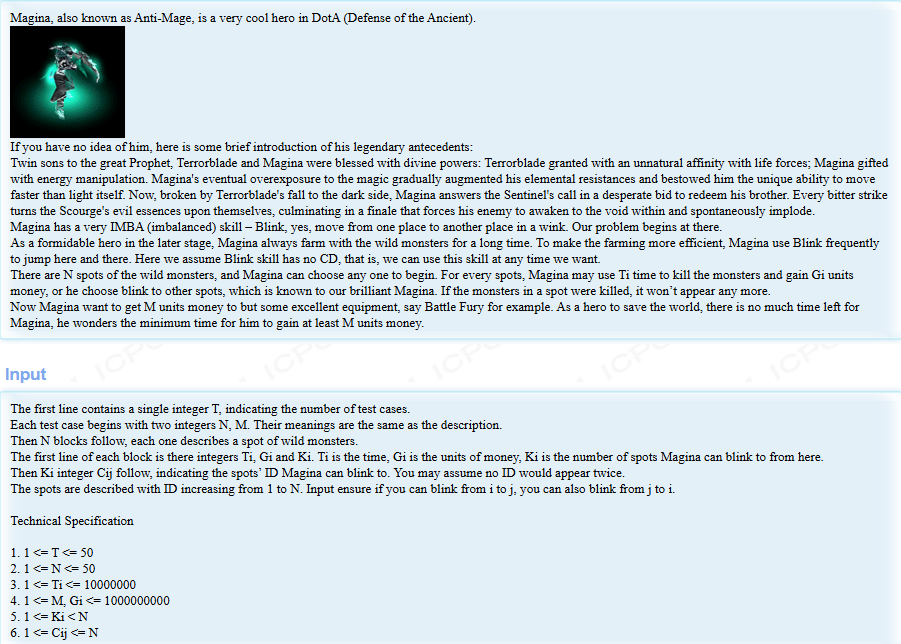 Magina, also known as Anti-Mage, is a very cool hero in DotA (Defense of the Ancient).
If you have no idea of him, here is some brief introduction of his legendary antecedents:
Twin sons to the great Prophet, Terrorblade and Magina were blessed with divine powers: Terrorblade granted with an unnatural affinity with life forces; Magina gifted
with energy manipulation. Magina's eventual overexposure to the magic gradually augmented his elemental resistances and bestowed him the unique ability to move
faster than light itself. Now, broken by Terrorblade's fall to the dark side, Magina answers the Sentinel's call in a desperate bid to redeem his brother. Every bitter strike
turns the Scourge's evil essences upon themselves, culminating in a finale that forces his enemy to awaken to the void within and spontaneously implode.
Magina has a very IMBA (imbalanced) skill – Blink, yes, move from one place to another place in a wink. Our problem begins at there.
As a formidable hero in the later stage, Magina always farm with the wild monsters for a long time. To make the farming more efficient, Magina use Blink frequently
to jump here and there. Here we assume Blink skill has no CD, that is, we can use this skill at any time we want.
There are N spots of the wild monsters, and Magina can choose any one to begin. For every spots, Magina may use Ti time to kill the monsters and gain Gi units
money, or he choose blink to other spots, which is known to our brilliant Magina. If the monsters in a spot were killed, it won't appear any more.
Now Magina want to get M units money to but some excellent equipment, say Battle Fury for example. As a hero to save the world, there is no much time left for
Magina, he wonders the minimum time for him to gain at least M units money.
Input
The first line contains a single integer T, indicating the number of test cases.
Each test case begins with two integers N, M. Their meanings are the same as the description.
Then N blocks follow, each one describes a spot of wild monsters.
The first line of each block is there integers Ti, Gi and Ki. Ti is the time, Gi is the units of money, Ki is the number of spots Magina can blink to from here.
Then Ki integer Cij follow, indicating the spots' ID Magina can blink to. You may assume no ID would appear twice.
The spots are described with ID increasing from 1 to N. Input ensure if you can blink from i to j, you can also blink from j to i.
Technical Specification
1. 1 <= T <= 50
2. 1 <= N <= 50
3. 1 <= Ti <= 10000000
4. 1 <= M, Gi <= 1000000000
5. 1 <= Ki < N
6. 1 <= Cij <= N